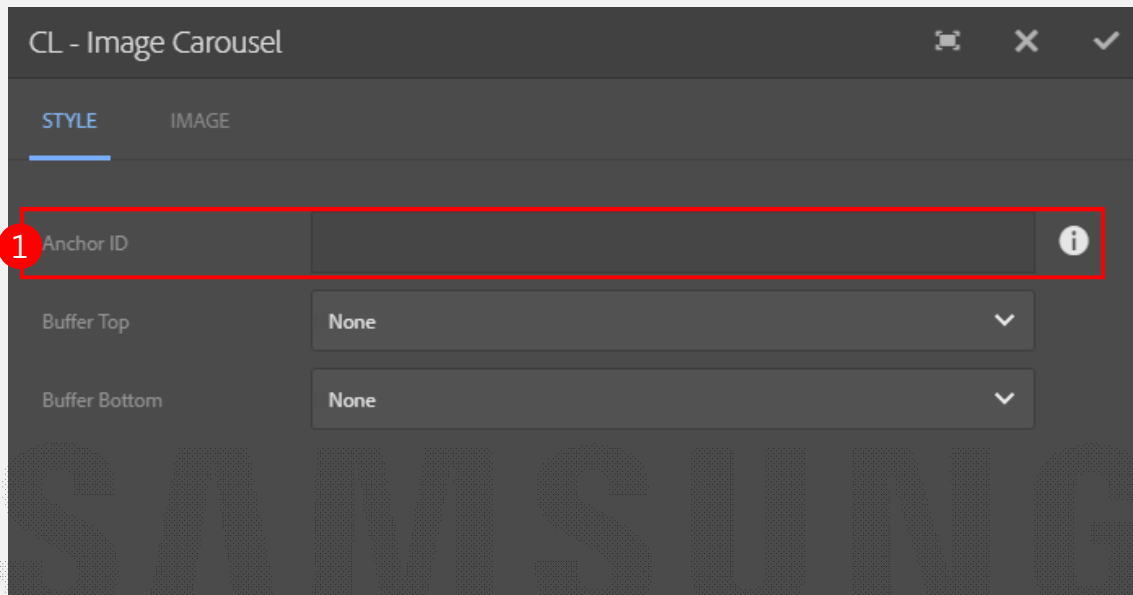 CL - Image Carousel
STYLE IMAGE
1 Anchor ID
Buffer Top None
Buffer Bottom None
SAMSUNG